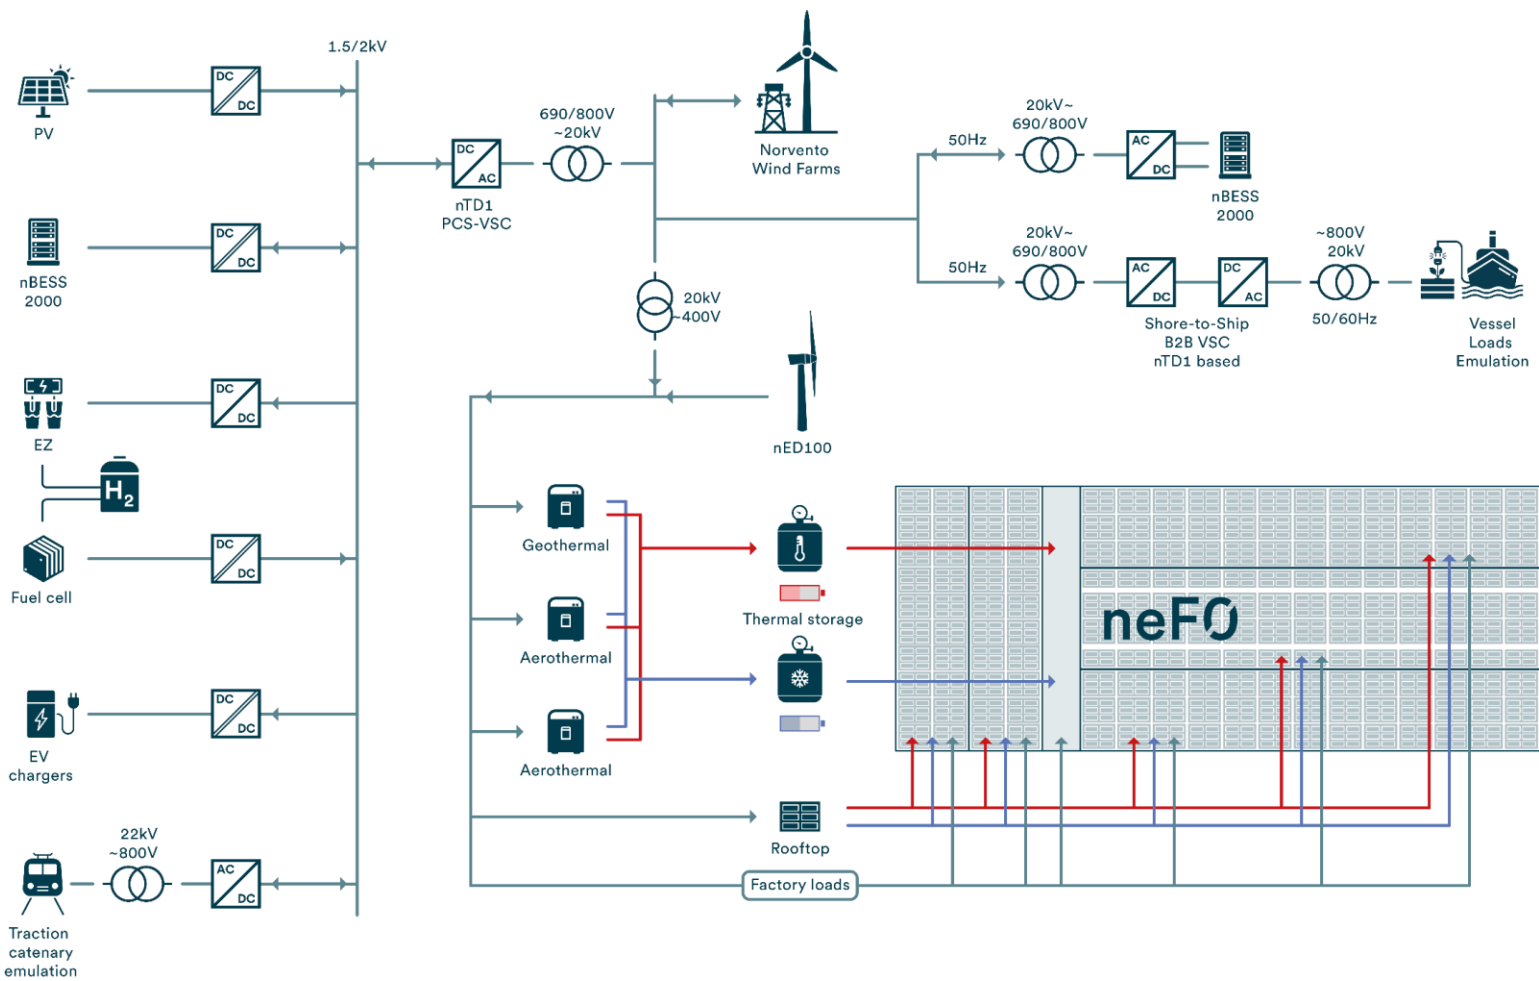 1.5/2kV
DC
DC
PV
DC
DC
nBESS
2000
DC
DC
EZ
H2
DC
DC
Fuel cell
DC
DC
EV
chargers
22kV
~800V
AC
DC
Traction
catenary
emulation
DC
AC
nTD1
PCS-VSC
690/800V
~20kV
Norvento
Wind Farms
20kV
~400V
nED100
50Hz
20kV~
690/800V
AC
DC
nBESS
2000
50Hz
20kV~
690/800V
AC
DC
DC
AC
Shore-to-Ship
B2B VSC
nTD1 based
~800V
20kV
50/60Hz
Vessel
Loads
Emulation
Geothermal
Aerothermal
Aerothermal
Thermal storage
Rooftop
Factory loads
neF0